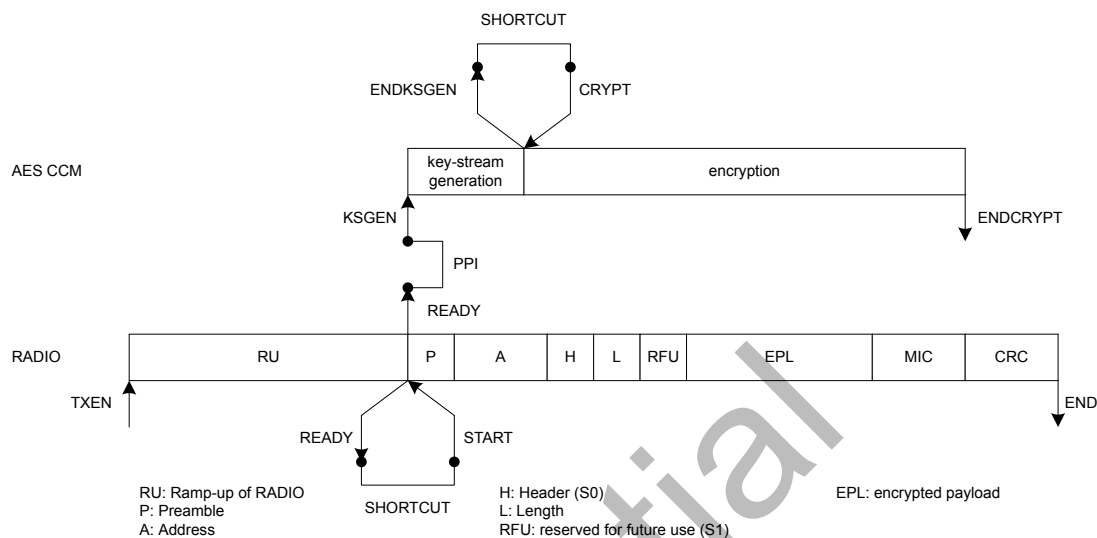 SHORTCUT
ENDKSGEN
CRYPT
AES CCM
key-stream
generation
encryption
KSGEN
ENDCRYPT
PPI
READY
RADIO
RU
P
A
H
L
RFU
EPL
MIC
CRC
TXEN
END
READY
START
SHORTCUT
RU: Ramp-up of RADIO
P: Preamble
A: Address
H: Header (S0)
L: Length
RFU: reserved for future use (S1)
EPL: encrypted payload
tial